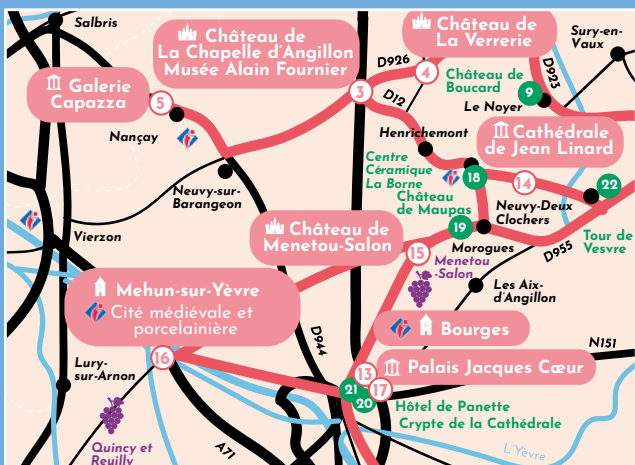 Salbris
Château de
La Chapelle d'Angillon
Musée Alain Fournier
Château de
La Verrerie
Sury-en-
Vaux
D926
4
D923
Château de
Boucard
9
Le Noyer
Galerie
Capazza
5
Nançay
3
D12
Henrichemont
Cathédrale
de Jean Linard
Centre
Céramique
La Borne
18
14
22
Neuvy-sur-
Barangeon
Château
de Maupas
19
Neuvy-Deux
Clochers
Vierzon
Château de
Menetou-Salon
15
Morogues
Tour de
Vesvre
D955
Menetou
-Salon
Les Aix-
d'Angillon
Mehun-sur-Yèvre
Cité médiévale et
porcelainière
16
D944
Bourges
N151
Lury-
sur-Arnon
13
Palais Jacques Cœur
17
21
20
Hôtel de Panette
Crypte de la Cathédrale
Quincy et
Reuilly
A71
L'Yèvre